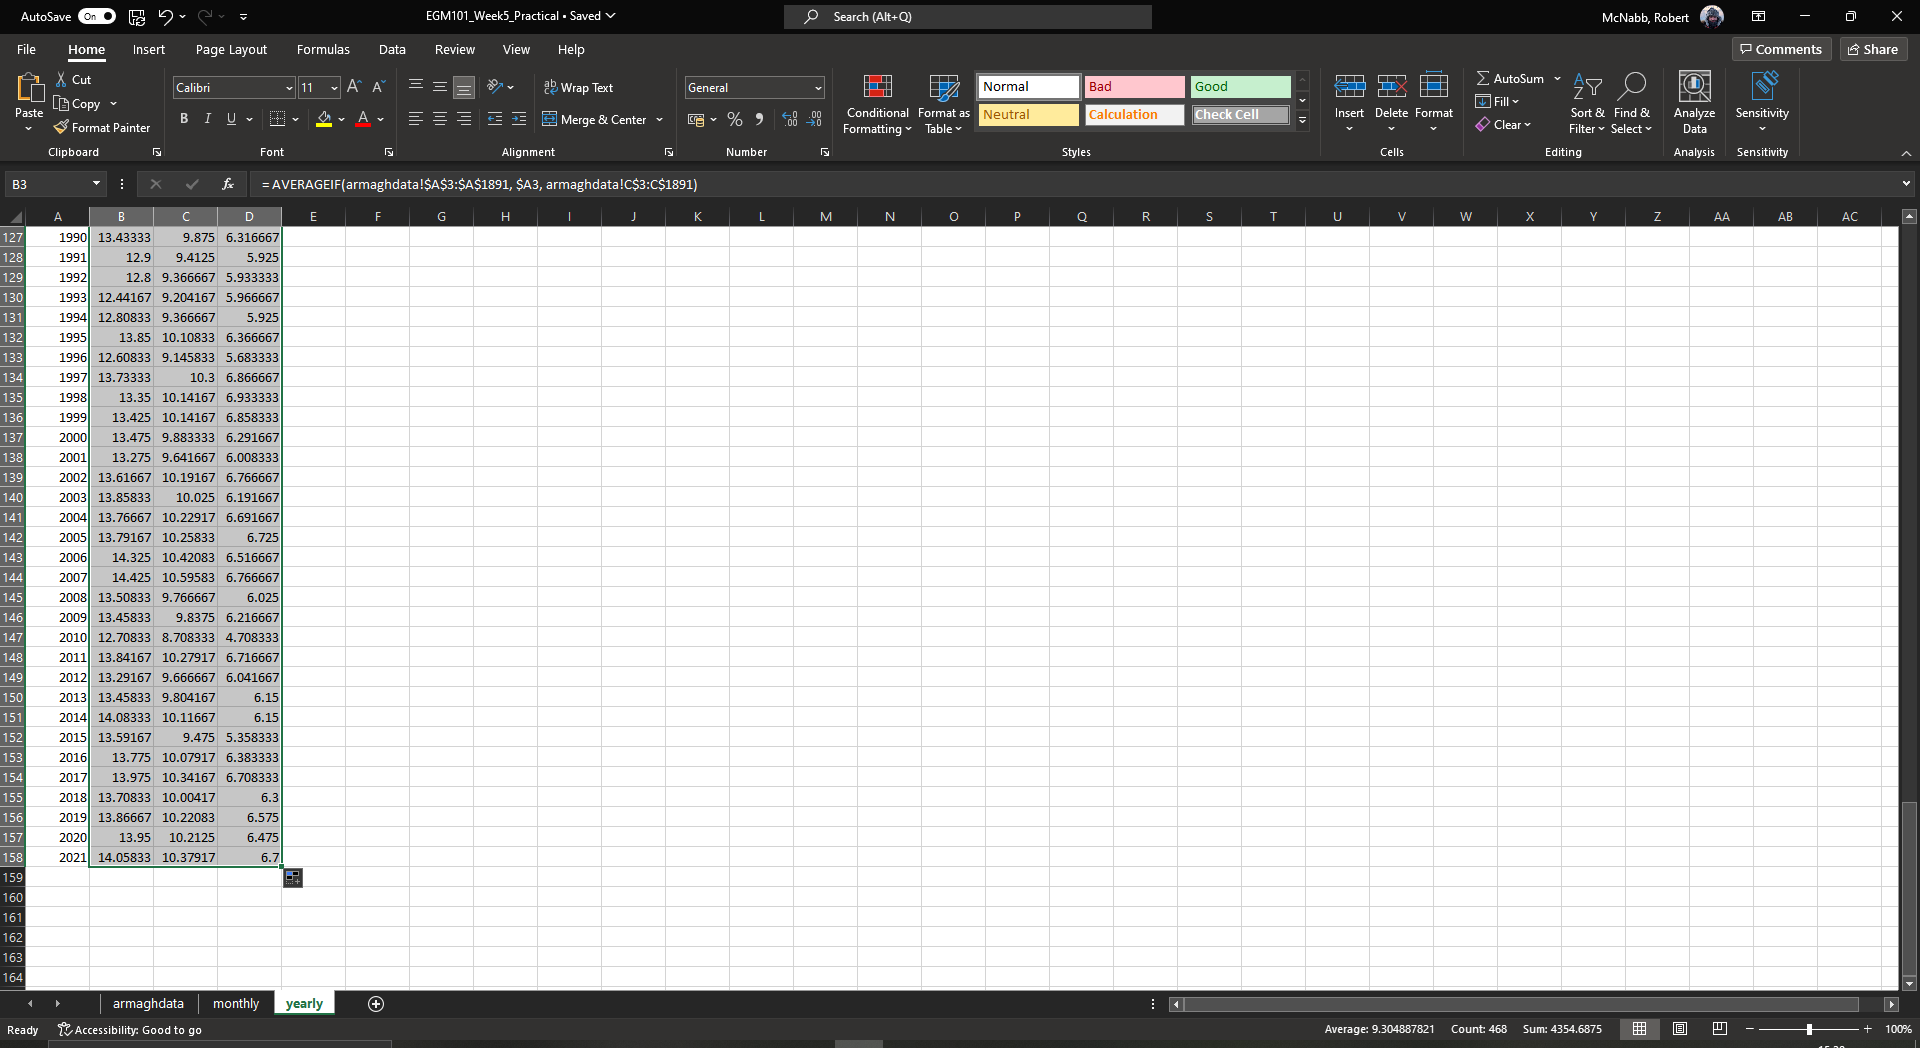 AutoSave On EGM101_Week5_Practical • Saved Search (Alt+Q) McNabb, Robert
File Home Insert Page Layout Formulas Data Review View Help Comments Share
Paste Cut Copy Format Painter
Calibri 11 B I U A A A
Wrap Text Merge & Center
General % 9
Conditional Formatting Format as Table
Normal Bad Good
Neutral Calculation Check Cell
Insert Delete Format
AutoSum Fill Clear Sort & Filter Find & Select
Analyze Data Sensitivity
Clipboard Font Alignment Number Styles Cells Editing Analysis Sensitivity
B3 fx = AVERAGEIF(armaghdata!$A$3:$A$1891, $A3, armaghdata!C$3:C$1891)
A B C D E F G H I J K L M N O P Q R S T U V W X Y Z AA AB AC
127 1990 13.43333 9.875 6.316667
128 1991 12.9 9.4125 5.925
129 1992 12.8 9.366667 5.933333
130 1993 12.44167 9.204167 5.966667
131 1994 12.80833 9.366667 5.925
132 1995 13.85 10.10833 6.366667
133 1996 12.60833 9.145833 5.683333
134 1997 13.73333 10.3 6.866667
135 1998 13.35 10.14167 6.933333
136 1999 13.425 10.14167 6.858333
137 2000 13.475 9.883333 6.291667
138 2001 13.275 9.641667 6.008333
139 2002 13.61667 10.19167 6.766667
140 2003 13.85833 10.025 6.191667
141 2004 13.76667 10.22917 6.691667
142 2005 13.79167 10.25833 6.725
143 2006 14.325 10.42083 6.516667
144 2007 14.425 10.59583 6.766667
145 2008 13.50833 9.766667 6.025
146 2009 13.45833 9.8375 6.216667
147 2010 12.70833 8.708333 4.708333
148 2011 13.84167 10.27917 6.716667
149 2012 13.29167 9.666667 6.041667
150 2013 13.45833 9.804167 6.15
151 2014 14.08333 10.11667 6.15
152 2015 13.59167 9.475 5.358333
153 2016 13.775 10.07917 6.383333
154 2017 13.975 10.34167 6.708333
155 2018 13.70833 10.00417 6.3
156 2019 13.86667 10.22083 6.575
157 2020 13.95 10.2125 6.475
158 2021 14.05833 10.37917 6.7
159
160
161
162
163
164
armaghdata monthly yearly
Ready Accessibility: Good to go Average: 9.304887821 Count: 468 Sum: 4354.6875 100%